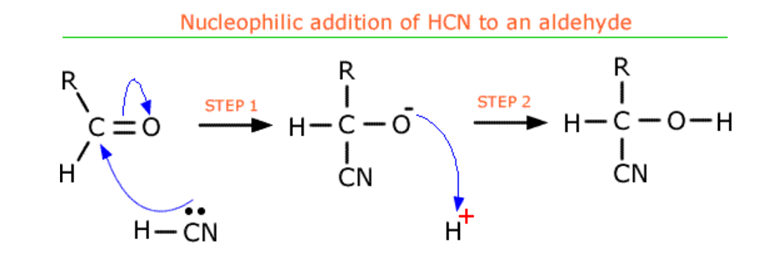 Nucleophilic addition of HCN to an aldehyde
R
C=O
H
H—CN
STEP 1
R
H—C—O-
CN
H+
STEP 2
R
H—C—O—H
CN